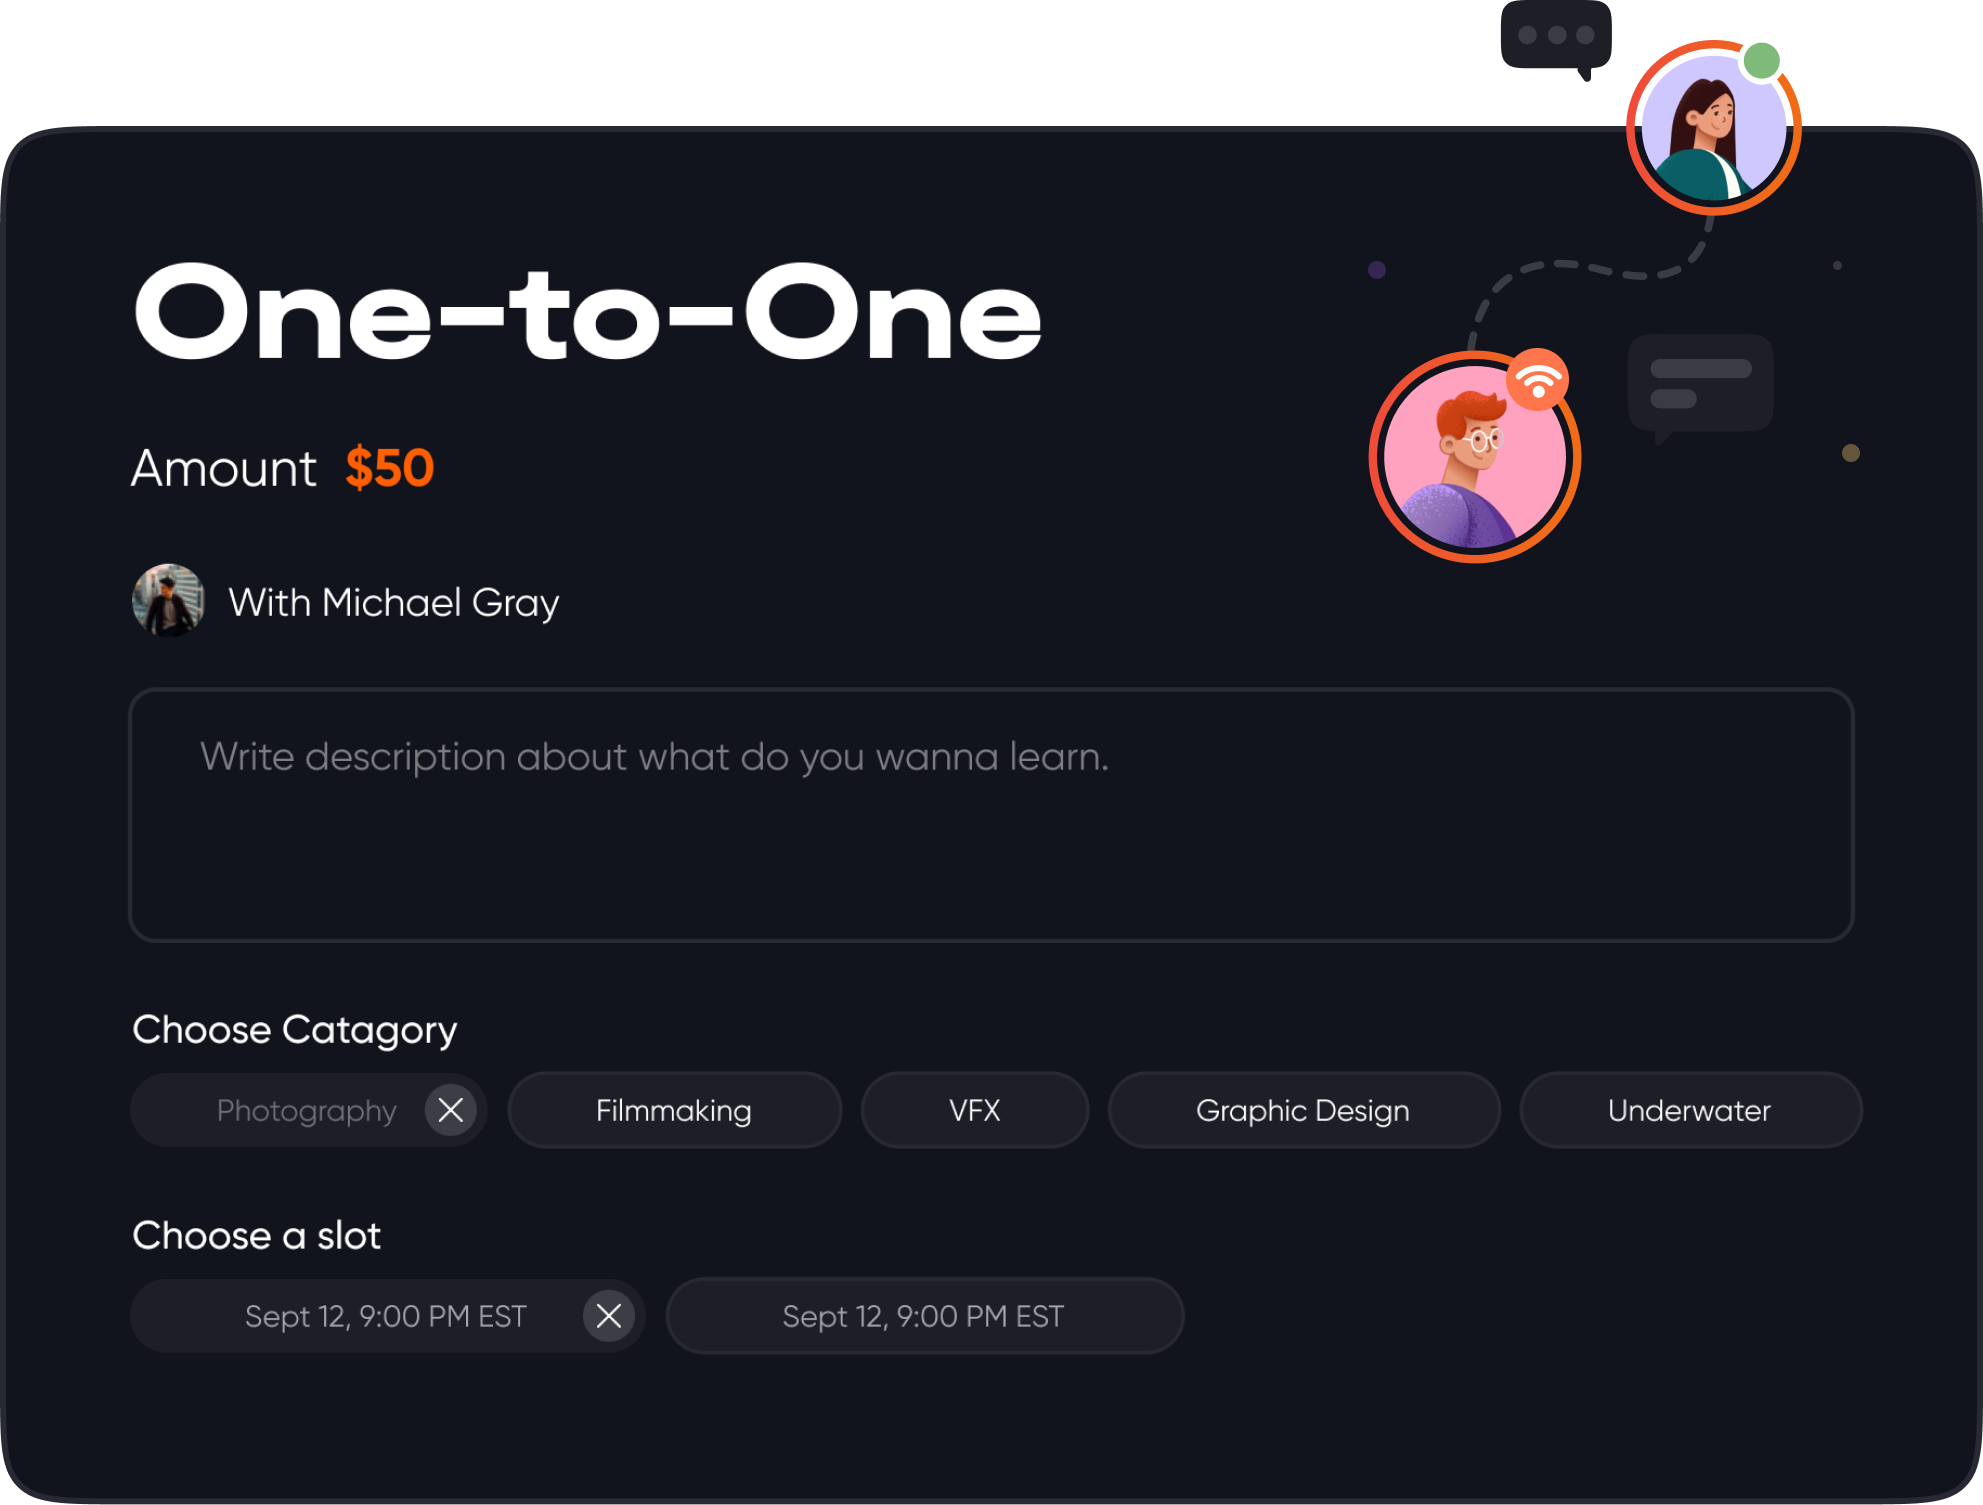 One-to-One
Amount $50
With Michael Gray
Write description about what do you wanna learn.
Choose Catagory
Photography Filmmaking VFX Graphic Design Underwater
Choose a slot
Sept 12, 9:00 PM EST Sept 12, 9:00 PM EST